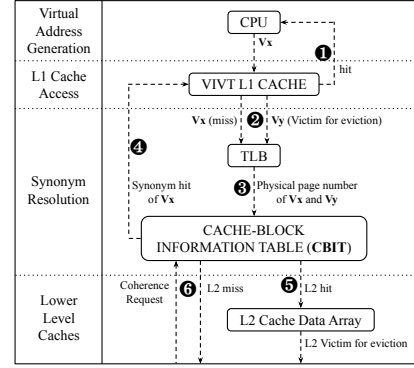 Virtual
Address
Generation
CPU
Vx
❶
hit
L1 Cache
Access
VIVT L1 CACHE
Vx (miss)
❷
Vy (Victim for eviction)
❹
TLB
Synonym
Resolution
Synonym hit
of Vx
❸
Physical page number
of Vx and Vy
CACHE-BLOCK
INFORMATION TABLE (CBIT)
Lower
Level
Caches
Coherence
Request
❻
L2 miss
❺
L2 hit
L2 Cache Data Array
L2 Victim for eviction